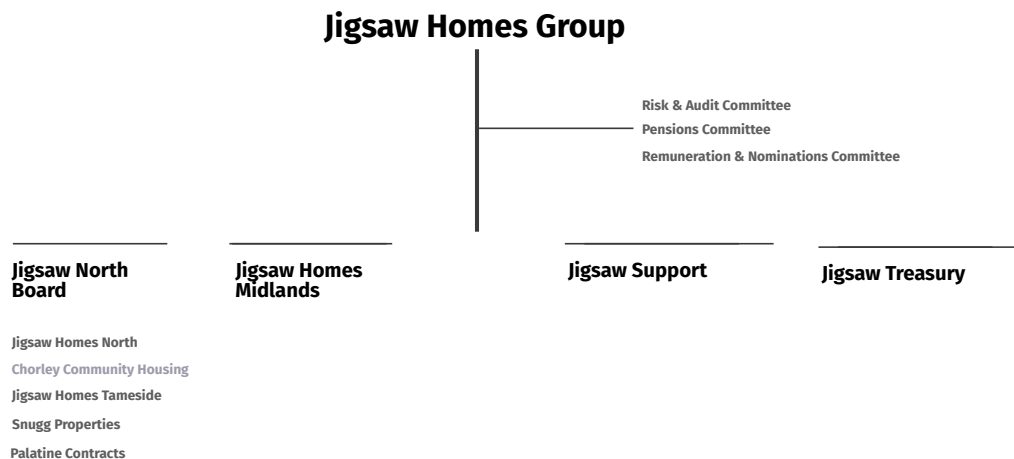 Jigsaw Homes Group
Risk & Audit Committee
Pensions Committee
Remuneration & Nominations Committee
Jigsaw North
Board
Jigsaw Homes
Midlands
Jigsaw Support
Jigsaw Treasury
Jigsaw Homes North
Chorley Community Housing
Jigsaw Homes Tameside
Snugg Properties
Palatine Contracts